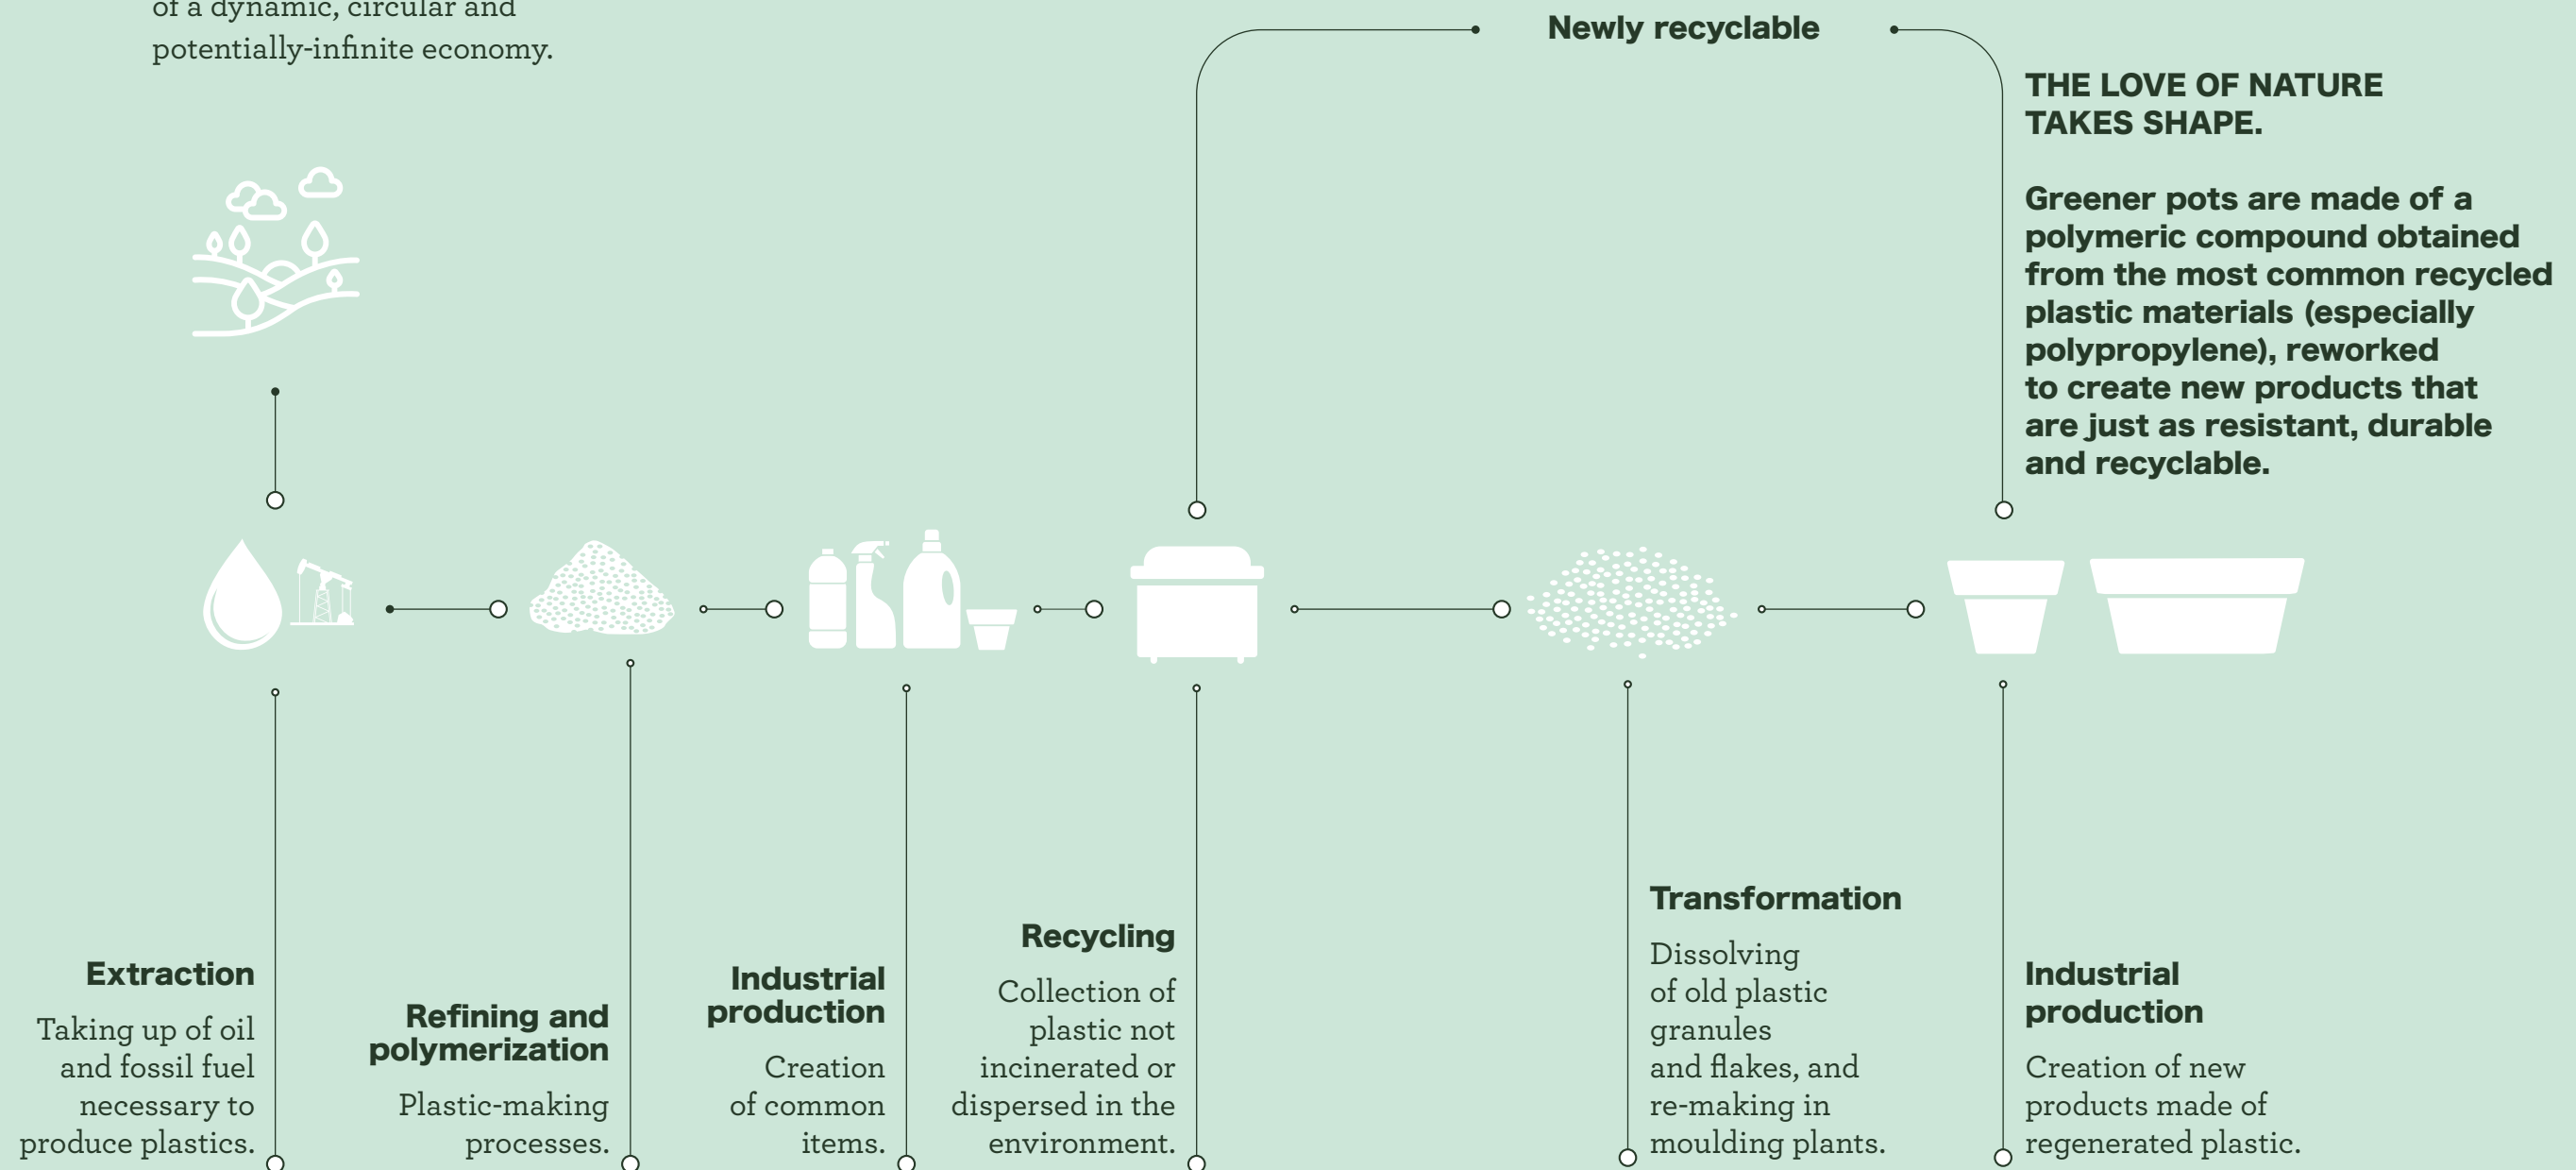 of a dynamic, circular and
potentially-infinite economy.
Newly recyclable
THE LOVE OF NATURE
TAKES SHAPE.
Greener pots are made of a
polymeric compound obtained
from the most common recycled
plastic materials (especially
polypropylene), reworked
to create new products that
are just as resistant, durable
and recyclable.
Extraction
Taking up of oil
and fossil fuel
necessary to
produce plastics.
Refining and
polymerization
Plastic-making
processes.
Industrial
production
Creation
of common
items.
Recycling
Collection of
plastic not
incinerated or
dispersed in the
environment.
Transformation
Dissolving
of old plastic
granules
and flakes, and
re-making in
moulding plants.
Industrial
production
Creation of new
products made of
regenerated plastic.